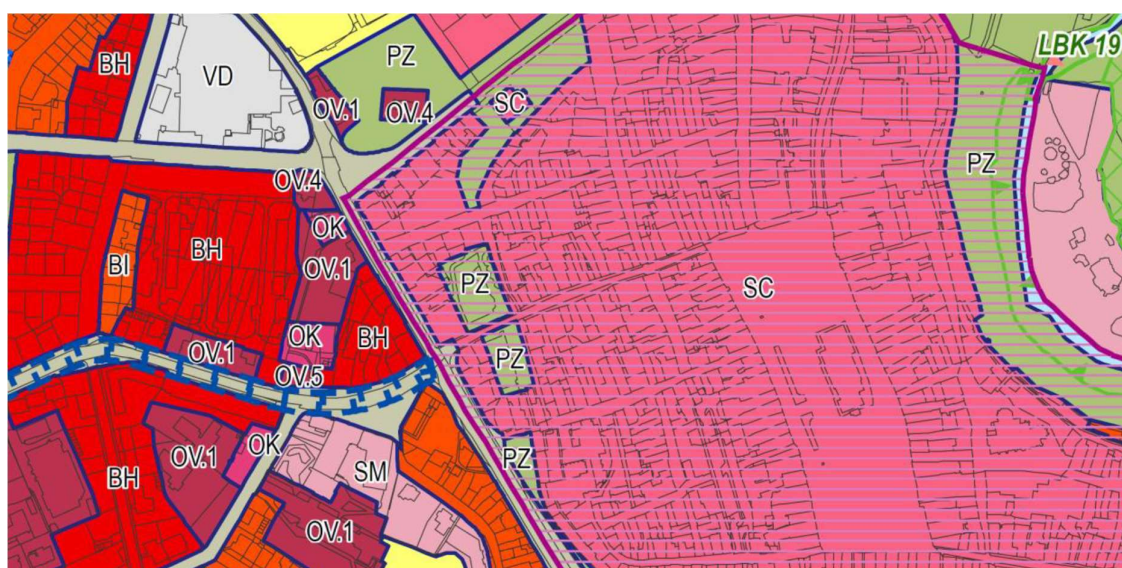 LBK 19
PZ
BH
VD
OV.1
OV.4
SC
PZ
OV.4
OK
BH
OV.1
BI
PZ
SC
OK
BH
OV.1
PZ
OV.5
OK
OV.1
PZ
SM
BH
OV.1